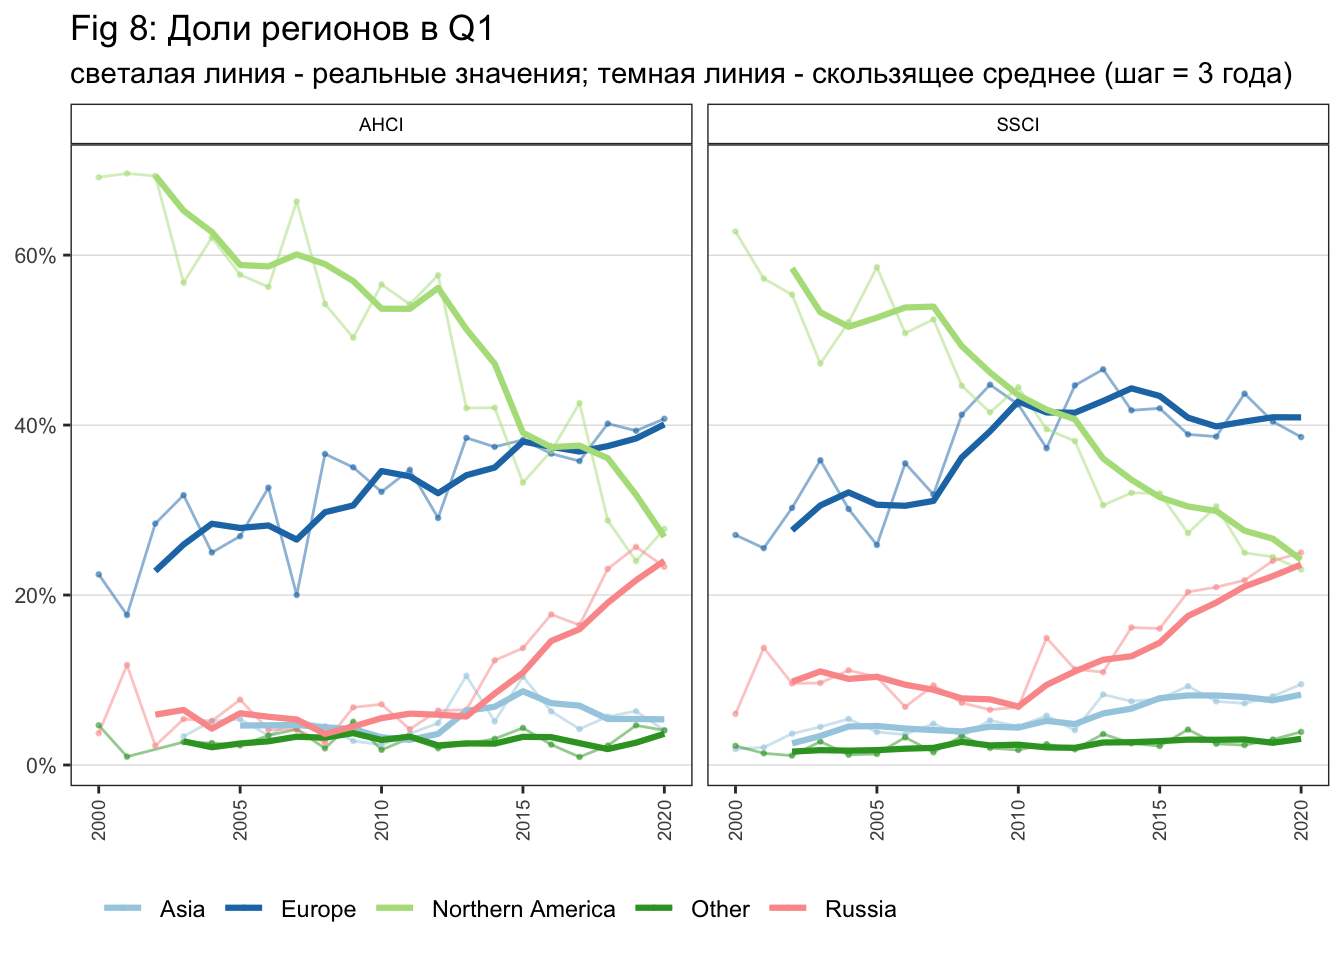 Fig 8: Доли регионов в Q1
светалая линия - реальные значения; темная линия - скользящее среднее (шаг = 3 года)
AHCI
SSCI
60%
40%
20%
0%
2000
2005
2010
2015
2020
2000
2005
2010
2015
2020
Asia
Europe
Northern America
Other
Russia